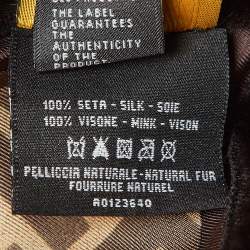 THE LABEL
GUARANTEES
THE
AUTHENTICITY
OF THE
100% SETA - SILK - SOIE
100% VISONE - MINK - VISON
PELLICCIA NATURALE - NATURAL FUR
FOURRURE NATUREL
A0123640